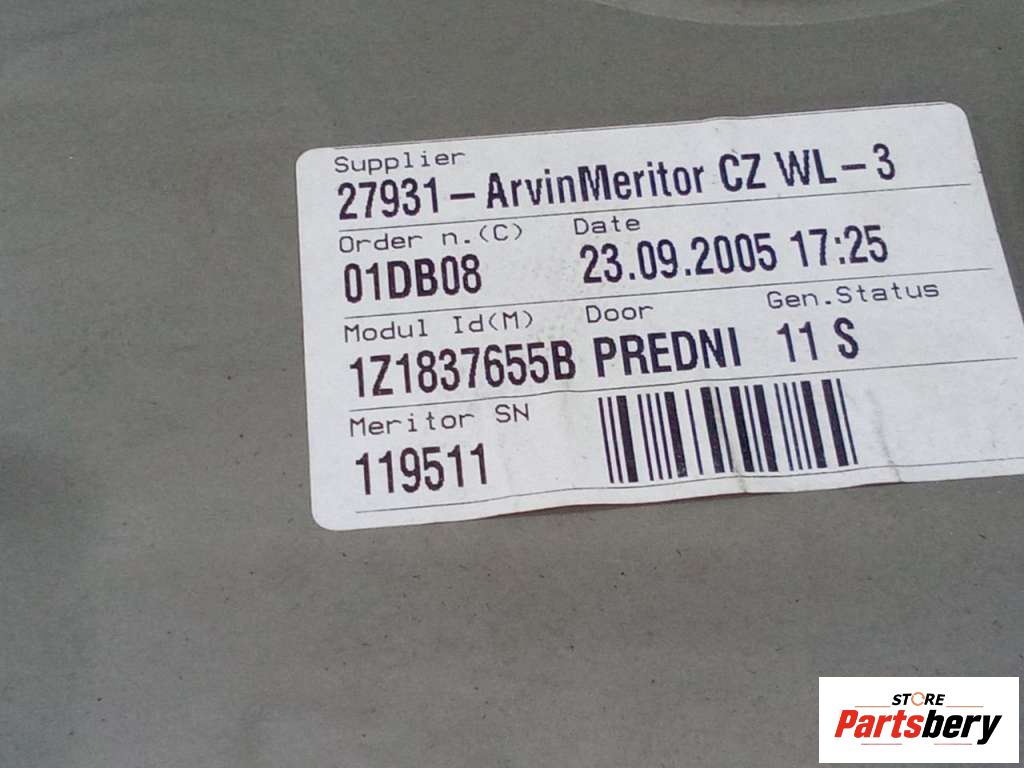 Supplier
27931-ArvinMeritor CZ WL-3
Order n.(C) Date
01DB08 23.09.2005 17:25
Modul Id(M) Door Gen.Status
1Z1837655B PREDNI 11 S
Meritor SN
119511
STORE
Partsbery